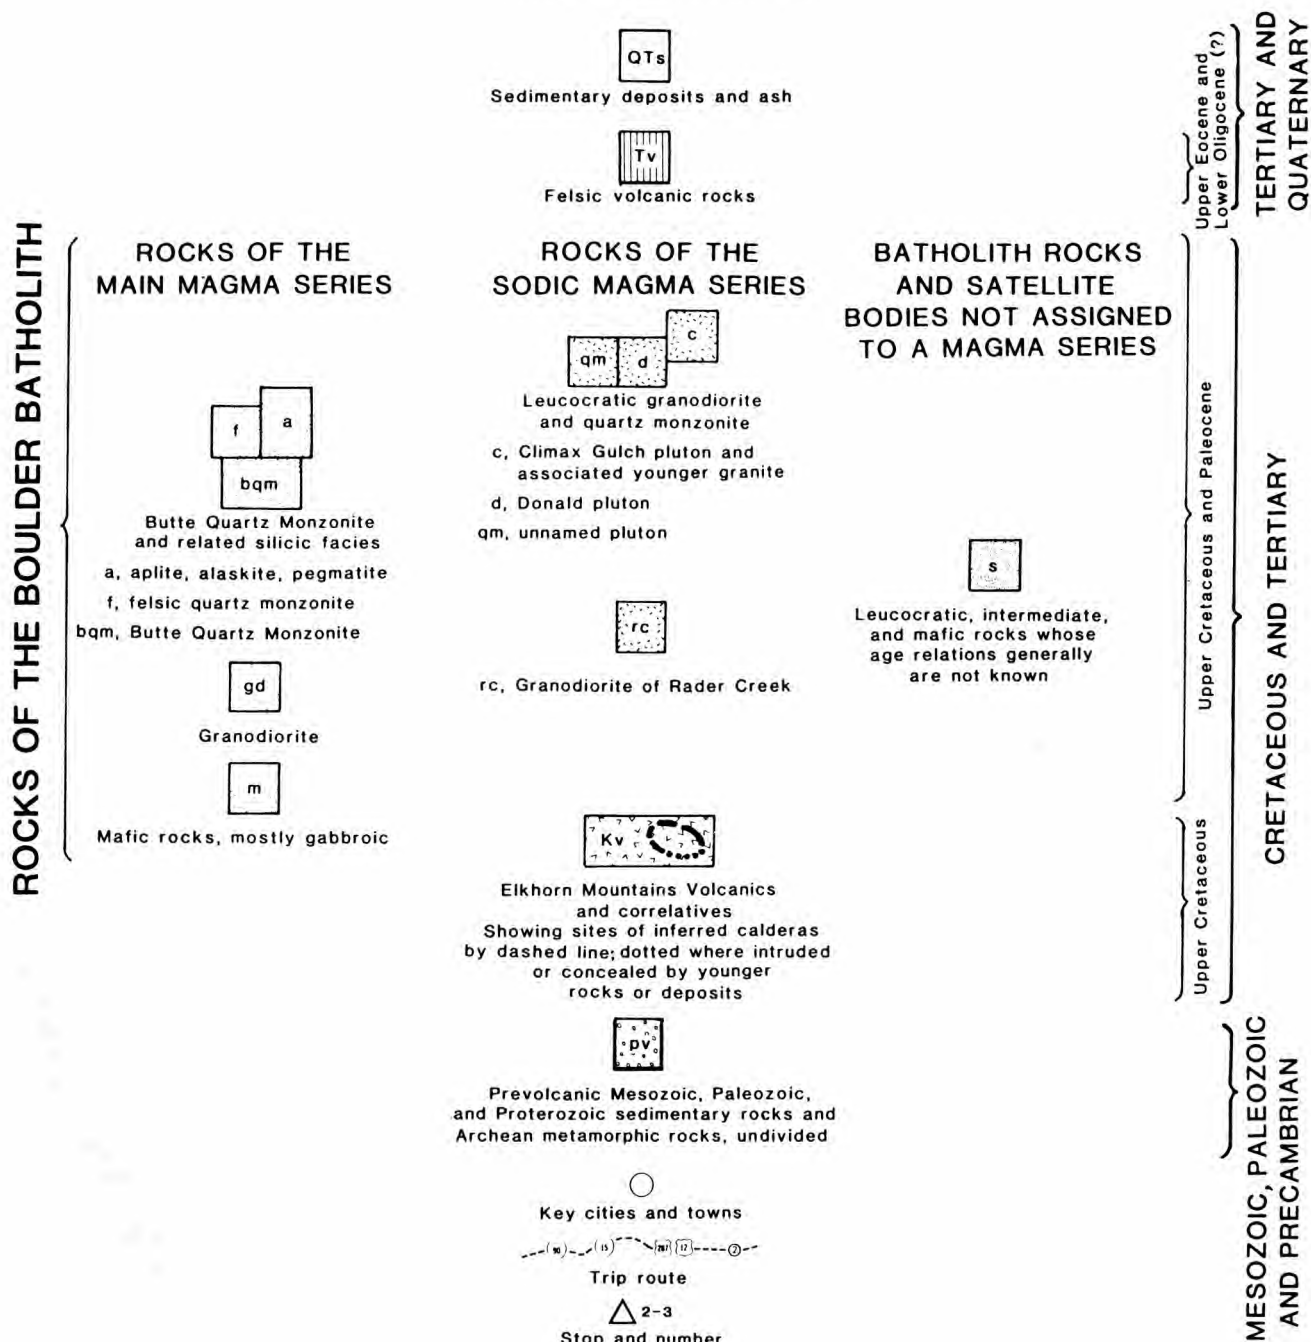 QTs
Sedimentary deposits and ash
Tv
Felsic volcanic rocks
Upper Eocene and
Lower Oligocene (?)
TERTIARY AND
QUATERNARY
ROCKS OF THE BOULDER BATHOLITH
ROCKS OF THE
MAIN MAGMA SERIES
f
a
bqm
Butte Quartz Monzonite
and related silicic facies
a, aplite, alaskite, pegmatite
f, felsic quartz monzonite
bqm, Butte Quartz Monzonite
gd
Granodiorite
m
Mafic rocks, mostly gabbroic
ROCKS OF THE
SODIC MAGMA SERIES
qm
d
c
Leucocratic granodiorite
and quartz monzonite
c, Climax Gulch pluton and
associated younger granite
d, Donald pluton
qm, unnamed pluton
rc
rc, Granodiorite of Rader Creek
BATHOLITH ROCKS
AND SATELLITE
BODIES NOT ASSIGNED
TO A MAGMA SERIES
s
Leucocratic, intermediate,
and mafic rocks whose
age relations generally
are not known
Upper Cretaceous and Paleocene
CRETACEOUS AND TERTIARY
Kv
Elkhorn Mountains Volcanics
and correlatives
Showing sites of inferred calderas
by dashed line; dotted where intruded
or concealed by younger
rocks or deposits
Upper Cretaceous
pv
Prevolcanic Mesozoic, Paleozoic,
and Proterozoic sedimentary rocks and
Archean metamorphic rocks, undivided
MESOZOIC, PALEOZOIC
AND PRECAMBRIAN
Key cities and towns
90 15 287 12 2
Trip route
2-3
Stop and number